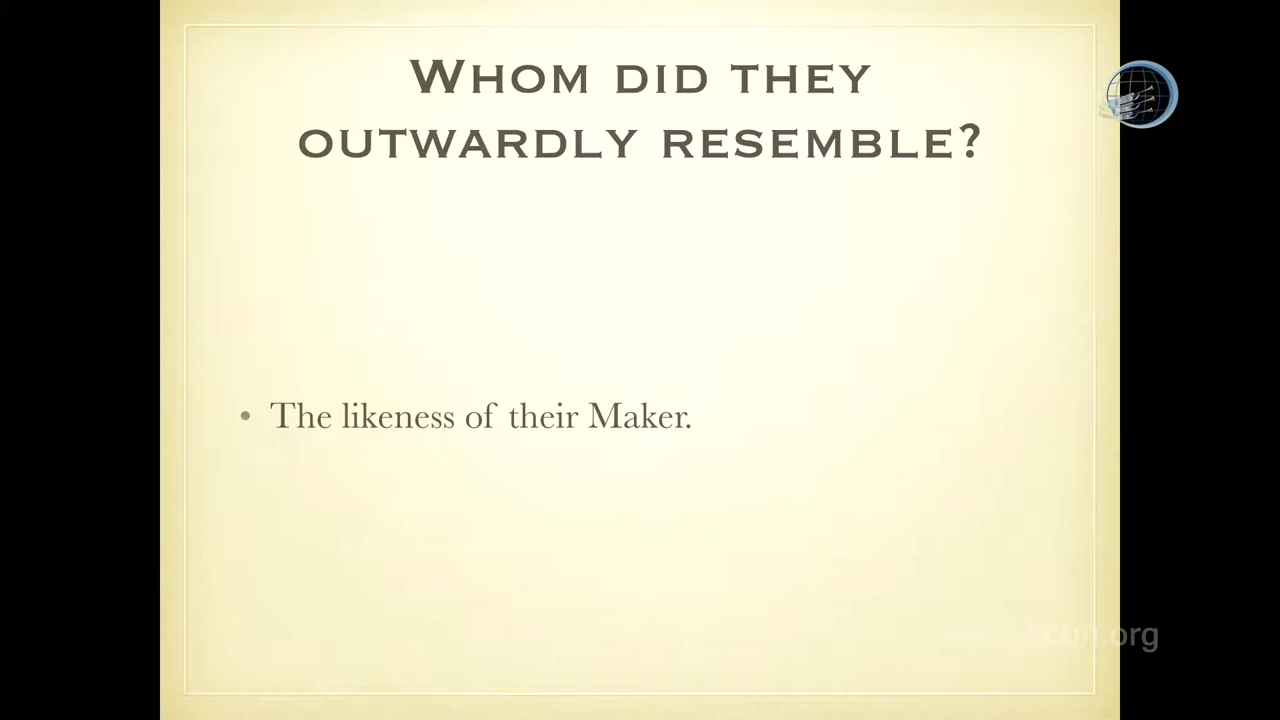 WHOM DID THEY
OUTWARDLY RESEMBLE?
• The likeness of their Maker.